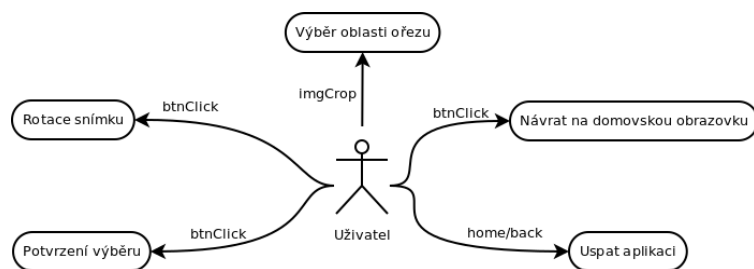 Výběr oblasti ořezu
imgCrop
btnClick
btnClick
Rotace snímku
Návrat na domovskou obrazovku
btnClick
Uživatel
home/back
Potvrzení výběru
Uspat aplikaci